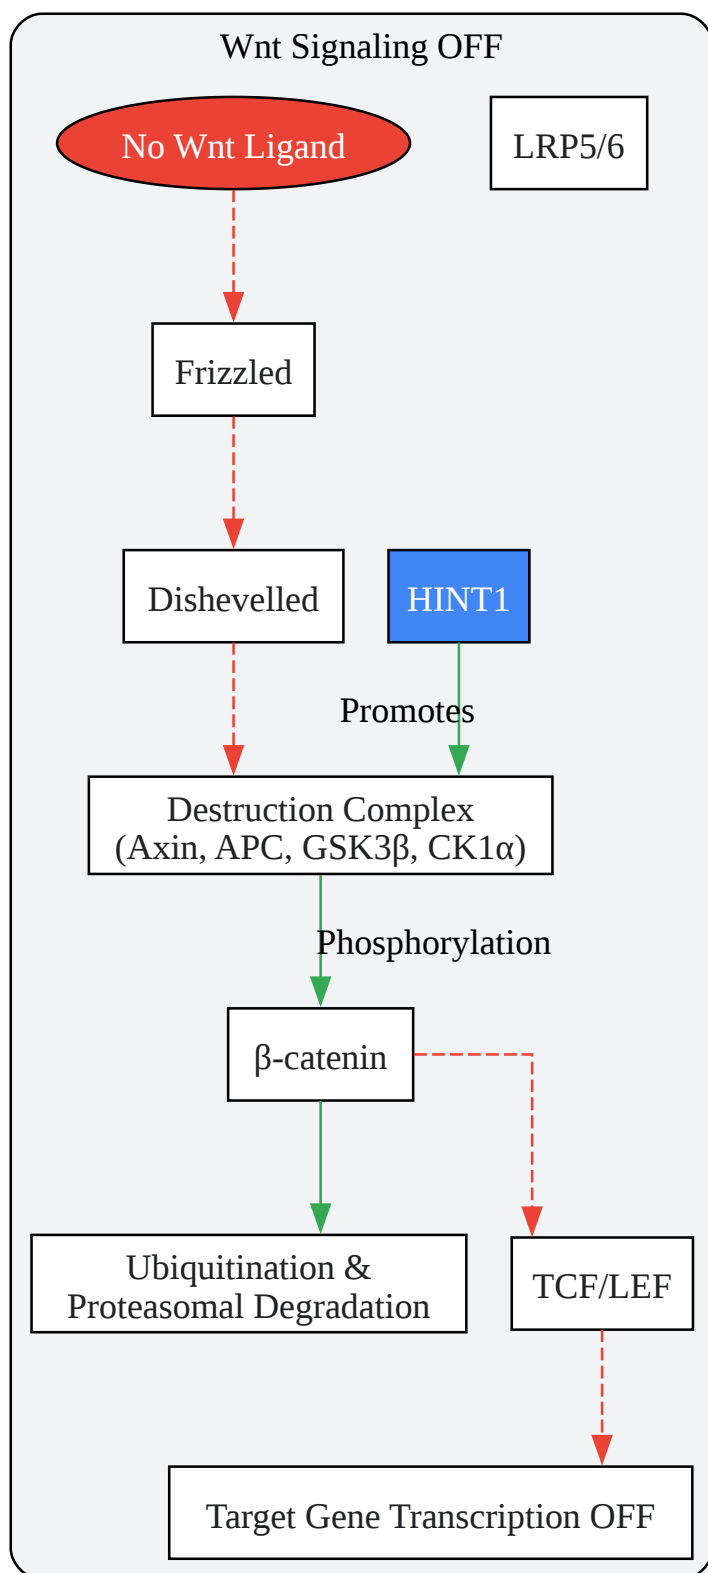 Wnt Signaling OFF
No Wnt Ligand
LRP5/6
Frizzled
Dishevelled
HINT1
Promotes
Destruction Complex
(Axin, APC, GSK3β, CK1α)
Phosphorylation
β-catenin
Ubiquitination &
Proteasomal Degradation
TCF/LEF
Target Gene Transcription OFF